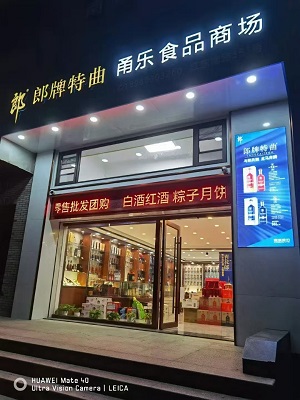 郎 郎牌特曲 甬乐食品商场
郎牌特曲
零售批发团购 白酒红酒 粽子月饼
HUAWEI Mate 40
Ultra Vision Camera | LEICA